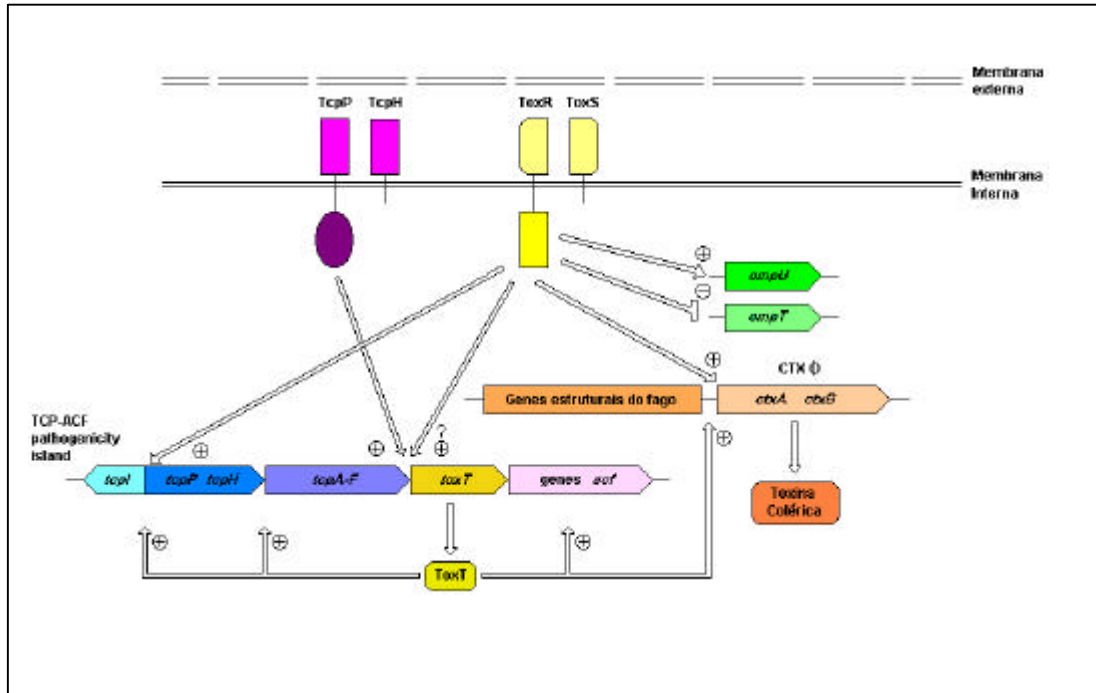 Membrana
externa
TcpP TcpH ToxR ToxS
Membrana
Interna
⊕
ompU
⊖
ompT
⊕
CTX ϕ
Genes estruturais do fago
ctxA ctxB
TCP-ACF
pathogenicity
island
⊕
⊕
?
⊕
⊕
tcpI
tcpP tcpH
tcpA-F
toxT
genes acf
Toxina
Colérica
⊕
⊕
⊕
ToxT